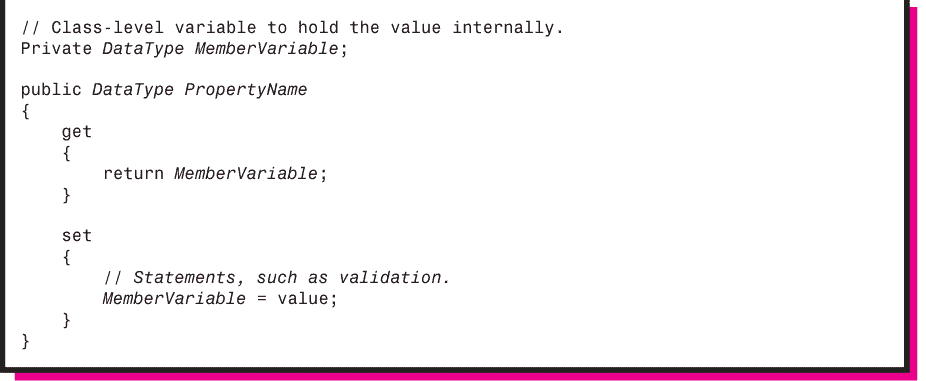 // Class-level variable to hold the value internally.
Private DataType MemberVariable;
public DataType PropertyName
{
get
{
return MemberVariable;
}
set
{
// Statements, such as validation.
MemberVariable = value;
}
}